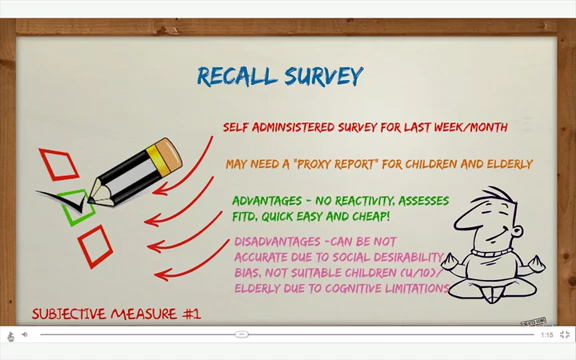 RECALL SURVEY
SELF ADMINSISTERED SURVEY FOR LAST WEEK/MONTH
MAY NEED A "PROXY REPORT" FOR CHILDREN AND ELDERLY
ADVANTAGES - NO REACTIVITY, ASSESSES
FITD, QUICK EASY AND CHEAP!
DISADVANTAGES -CAN BE NOT
ACCURATE DUE TO SOCIAL DESIRABILITY
BIAS, NOT SUITABLE CHILDREN (U/10)/
ELDERLY DUE TO COGNITIVE LIMITATIONS
SUBJECTIVE MEASURE #1
1:15